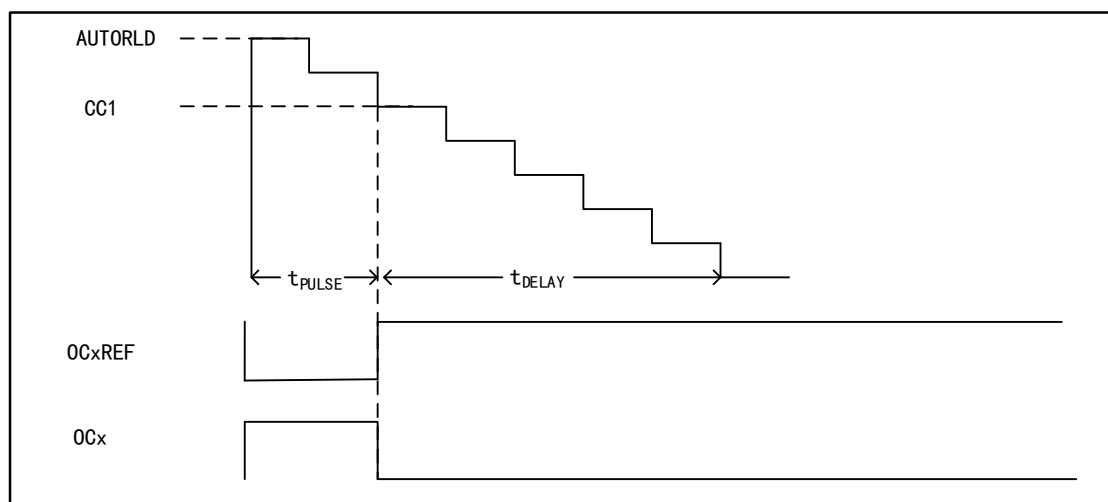 AUTORLD
CC1
tPULSE
tDELAY
OCxREF
OCx